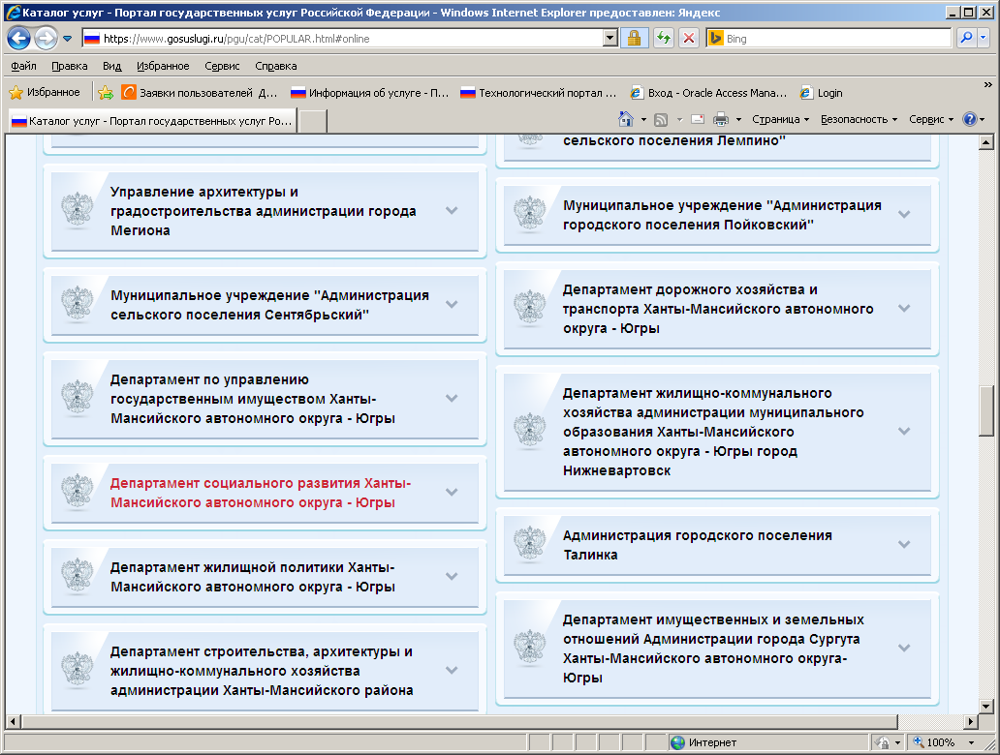 Каталог услуг - Портал государственных услуг Российской Федерации - Windows Internet Explorer предоставлен: Яндекс
https://www.gosuslugi.ru/pgu/cat/POPULAR.html#online
Bing
Файл Правка Вид Избранное Сервис Справка
Избранное Заявки пользователей Д... Информация об услуге - П... Технологический портал ... Вход - Oracle Access Mana... Login
Каталог услуг - Портал государственных услуг Ро... Страница Безопасность Сервис
Управление архитектуры и
градостроительства администрации города
Мегиона
Муниципальное учреждение "Администрация
сельского поселения Сентябрьский"
Департамент по управлению
государственным имуществом Ханты-
Мансийского автономного округа - Югры
Департамент социального развития Ханты-
Мансийского автономного округа - Югры
Департамент жилищной политики Ханты-
Мансийского автономного округа - Югры
Департамент строительства, архитектуры и
жилищно-коммунального хозяйства
администрации Ханты-Мансийского района
сельского поселения Лемпино"
Муниципальное учреждение "Администрация
городского поселения Пойковский"
Департамент дорожного хозяйства и
транспорта Ханты-Мансийского автономного
округа - Югры
Департамент жилищно-коммунального
хозяйства администрации муниципального
образования Ханты-Мансийского
автономного округа - Югры город
Нижневартовск
Администрация городского поселения
Талинка
Департамент имущественных и земельных
отношений Администрации города Сургута
Ханты-Мансийского автономного округа-
Югры
Интернет 100%